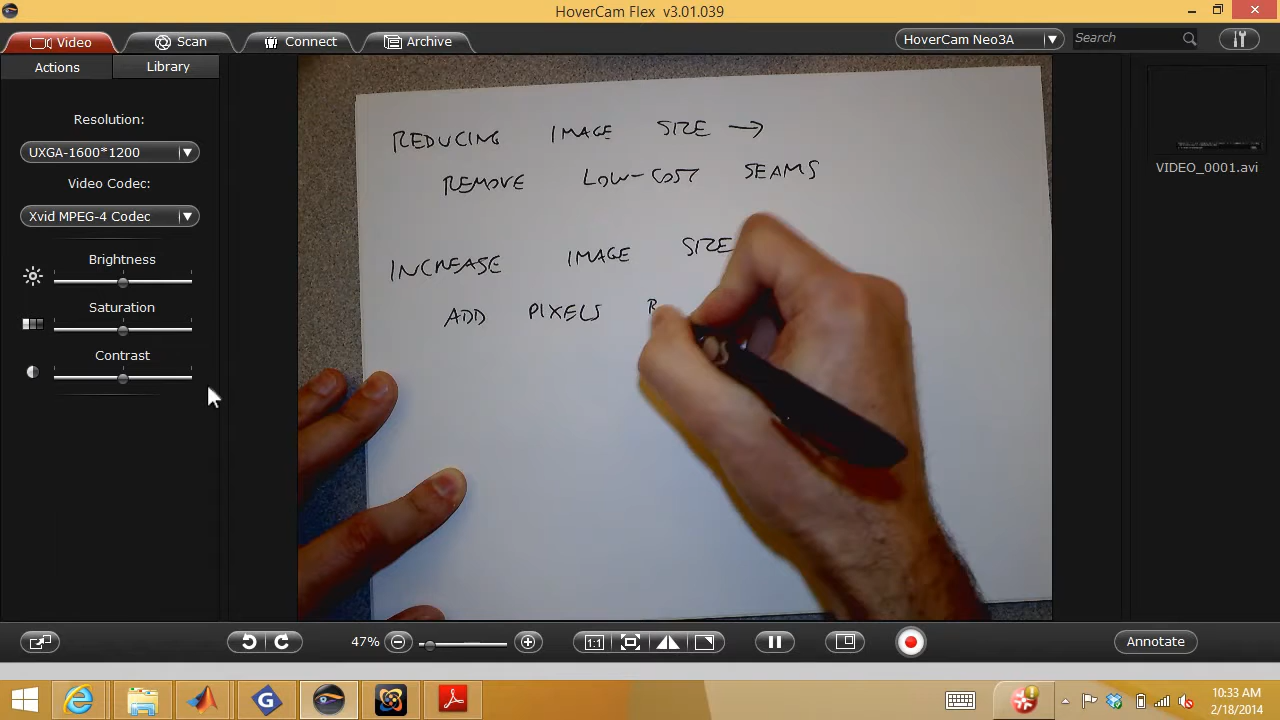 HoverCam Flex v3.01.039
Video
Scan
Connect
Archive
HoverCam Neo3A
Search
Actions
Library
Resolution:
UXGA-1600*1200
Video Codec:
Xvid MPEG-4 Codec
Brightness
Saturation
Contrast
REDUCING IMAGE SIZE →
REMOVE LOW-COST SEAMS
INCREASE IMAGE SIZE
ADD PIXELS
VIDEO_0001.avi
47%
1:1
Annotate
10:33 AM
2/18/2014